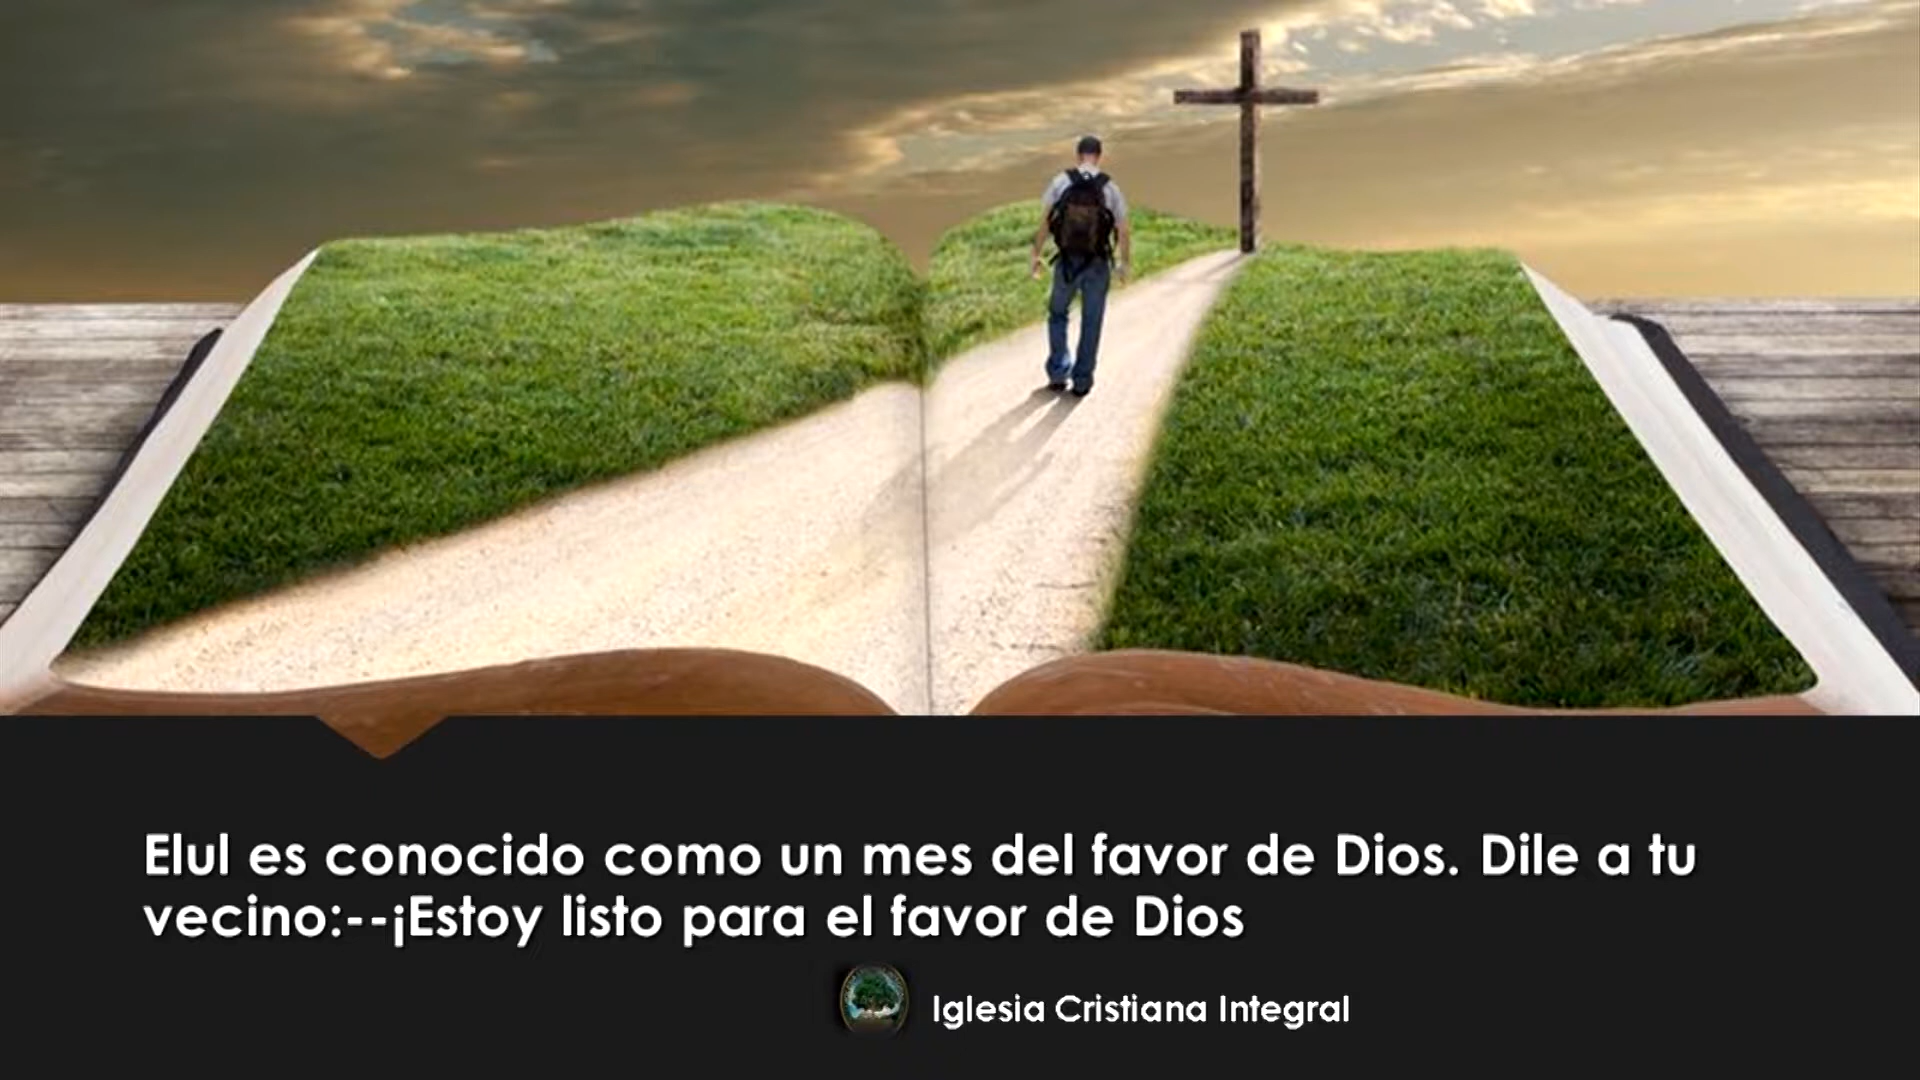 Elul es conocido como un mes del favor de Dios. Dile a tu
vecino:--¡Estoy listo para el favor de Dios
Iglesia Cristiana Integral